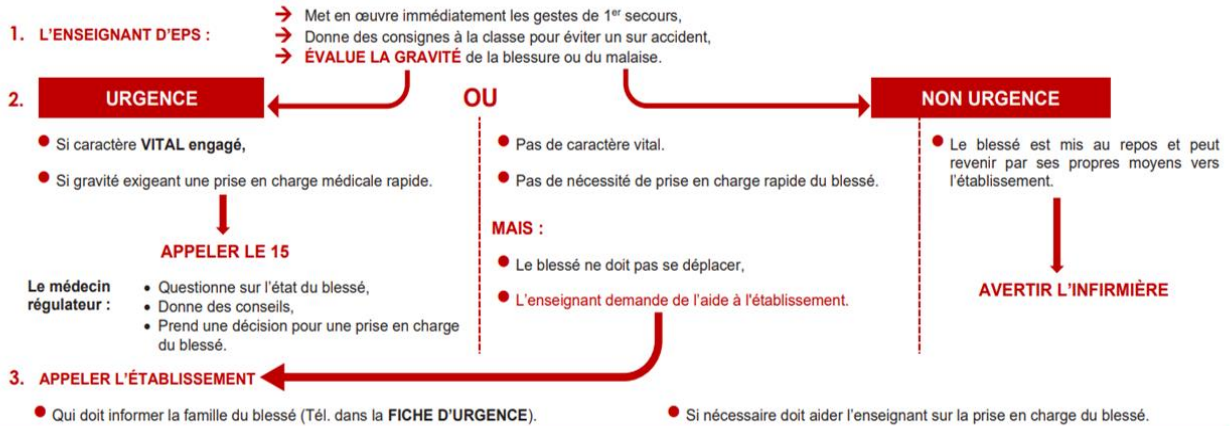 1. L'ENSEIGNANT D'EPS :
→ Met en œuvre immédiatement les gestes de 1er secours,
→ Donne des consignes à la classe pour éviter un sur accident,
→ ÉVALUE LA GRAVITÉ de la blessure ou du malaise.
2. URGENCE
OU
NON URGENCE
● Si caractère VITAL engagé,
● Si gravité exigeant une prise en charge médicale rapide.
APPELER LE 15
Le médecin
régulateur :
• Questionne sur l'état du blessé,
• Donne des conseils,
• Prend une décision pour une prise en charge
du blessé.
● Pas de caractère vital.
● Pas de nécessité de prise en charge rapide du blessé.
MAIS :
● Le blessé ne doit pas se déplacer,
● L'enseignant demande de l'aide à l'établissement.
● Le blessé est mis au repos et peut
revenir par ses propres moyens vers
l'établissement.
AVERTIR L'INFIRMIÈRE
3. APPELER L'ÉTABLISSEMENT
● Qui doit informer la famille du blessé (Tél. dans la FICHE D'URGENCE).
● Si nécessaire doit aider l'enseignant sur la prise en charge du blessé.